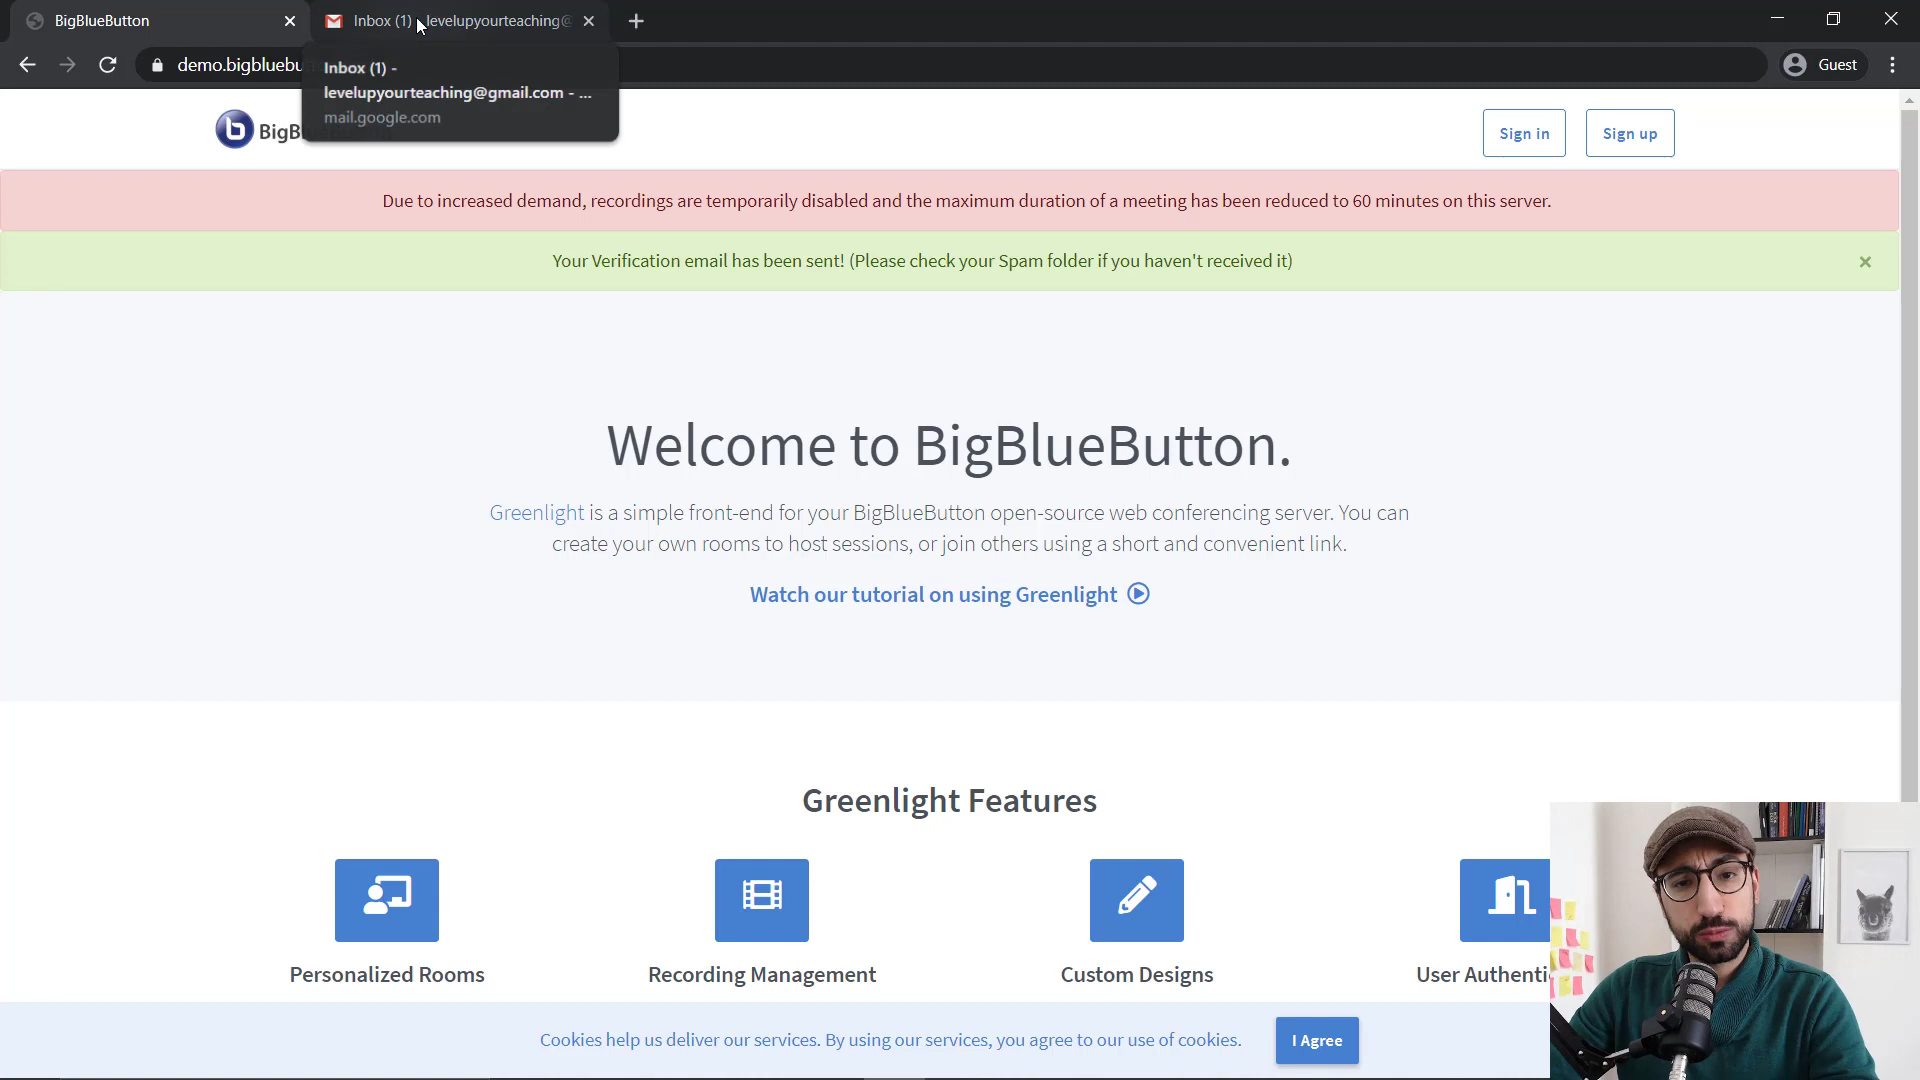 BigBlueButton
Inbox (1) - levelupyourteaching@
demo.bigbluebu
Guest
Inbox (1) -
levelupyourteaching@gmail.com - ...
mail.google.com
BigB
Sign in
Sign up
Due to increased demand, recordings are temporarily disabled and the maximum duration of a meeting has been reduced to 60 minutes on this server.
Your Verification email has been sent! (Please check your Spam folder if you haven't received it)
Welcome to BigBlueButton.
Greenlight is a simple front-end for your BigBlueButton open-source web conferencing server. You can
create your own rooms to host sessions, or join others using a short and convenient link.
Watch our tutorial on using Greenlight
Greenlight Features
Personalized Rooms
Recording Management
Custom Designs
User Authenti
Cookies help us deliver our services. By using our services, you agree to our use of cookies.
I Agree